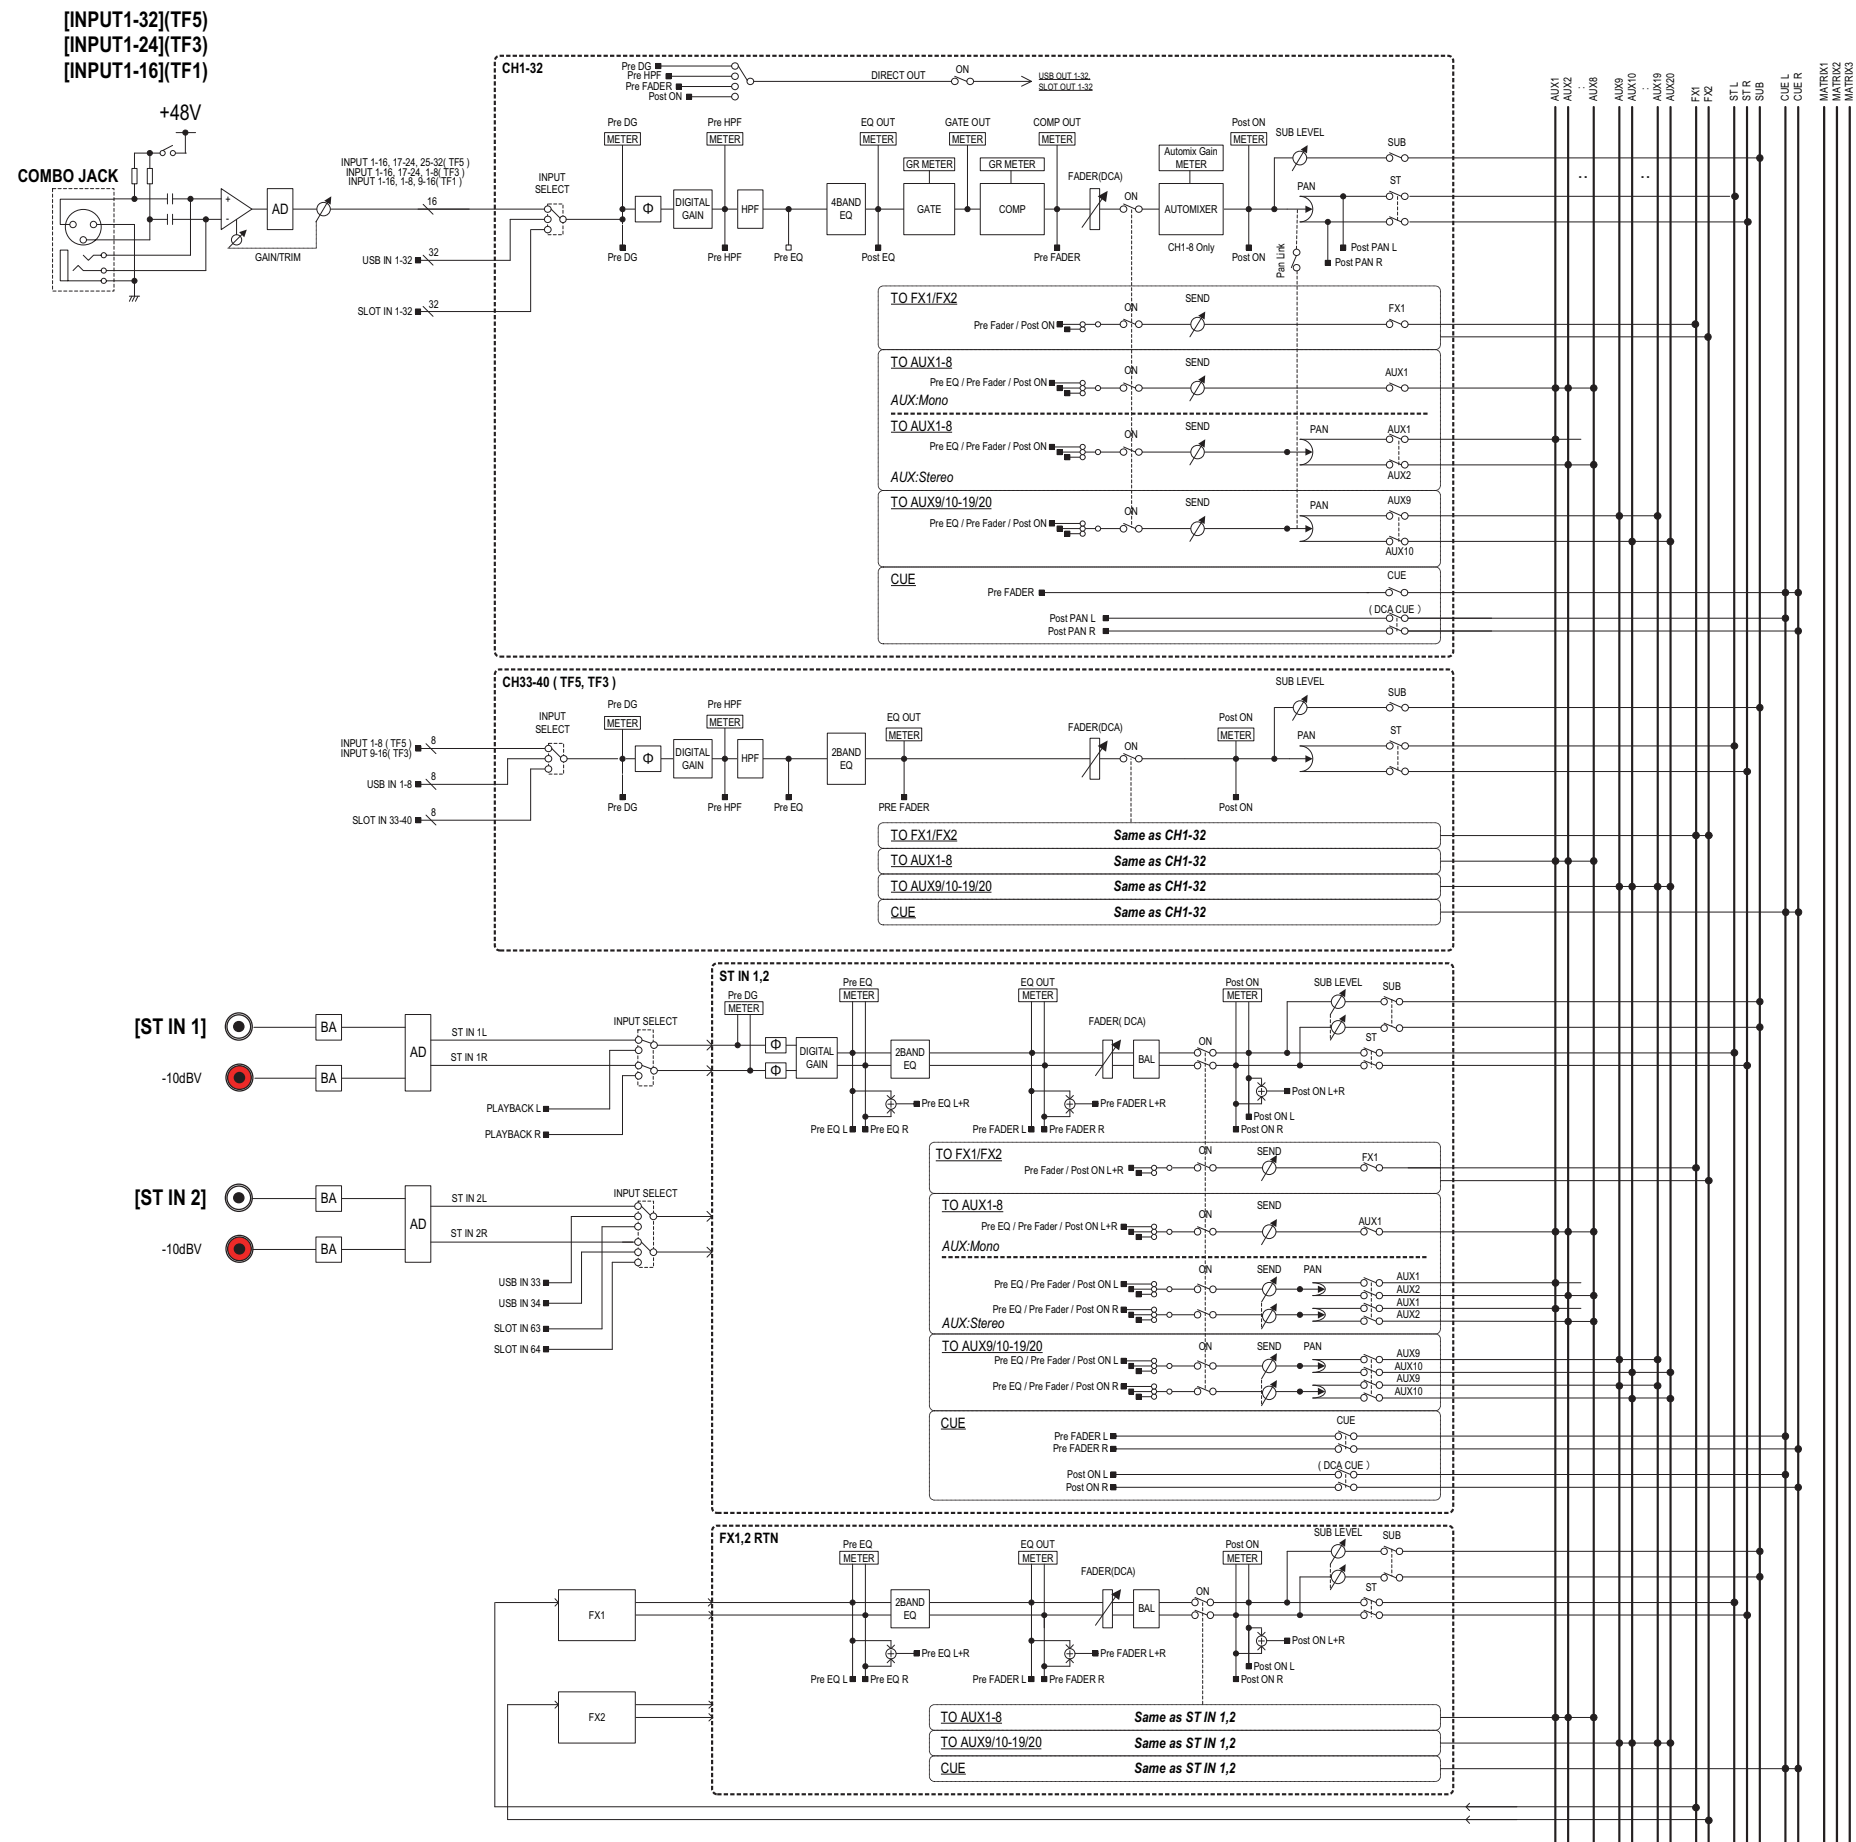 [INPUT1-32](TF5)
[INPUT1-24](TF3)
[INPUT1-16](TF1)
+48V
COMBO JACK
+
-
AD
GAIN/TRIM
INPUT 1-16, 17-24, 25-32( TF5 )
INPUT 1-16, 17-24, 1-8( TF3 )
INPUT 1-16, 1-8, 9-16( TF1 )
16
USB IN 1-32
32
SLOT IN 1-32
32
AUX1
AUX2
..
AUX8
AUX9
AUX10
..
AUX19
AUX20
FX1
FX2
ST L
ST R
SUB
CUE L
CUE R
MATRIX1
MATRIX2
MATRIX3
..
..
CH1-32
Pre DG
Pre HPF
Pre FADER
Post ON
DIRECT OUT
ON
USB OUT 1-32
SLOT OUT 1-32
INPUT
SELECT
Pre DG
METER
Pre HPF
METER
EQ OUT
METER
GATE OUT
METER
COMP OUT
METER
Post ON
METER
SUB LEVEL
SUB
GR METER
GR METER
Automix Gain
METER
FADER(DCA)
ON
PAN
ST
Φ
DIGITAL
GAIN
HPF
4BAND
EQ
GATE
COMP
AUTOMIXER
CH1-8 Only
Pre DG
Pre HPF
Pre EQ
Post EQ
Pre FADER
Post ON
Pan Link
Post PAN L
Post PAN R
TO FX1/FX2
Pre Fader / Post ON
ON
SEND
FX1
TO AUX1-8
Pre EQ / Pre Fader / Post ON
AUX:Mono
ON
SEND
AUX1
TO AUX1-8
Pre EQ / Pre Fader / Post ON
AUX:Stereo
ON
SEND
PAN
AUX1
AUX2
TO AUX9/10-19/20
Pre EQ / Pre Fader / Post ON
ON
SEND
PAN
AUX9
AUX10
CUE
Pre FADER
CUE
Post PAN L
Post PAN R
( DCA CUE )
CH33-40 ( TF5, TF3 )
INPUT 1-8 ( TF5 )
INPUT 9-16( TF3)
8
USB IN 1-8
8
SLOT IN 33-40
8
INPUT
SELECT
Pre DG
METER
Pre HPF
METER
EQ OUT
METER
FADER(DCA)
ON
Post ON
METER
SUB LEVEL
SUB
PAN
ST
Φ
DIGITAL
GAIN
HPF
2BAND
EQ
Pre DG
Pre HPF
Pre EQ
PRE FADER
Post ON
TO FX1/FX2 Same as CH1-32
TO AUX1-8 Same as CH1-32
TO AUX9/10-19/20 Same as CH1-32
CUE Same as CH1-32
[ST IN 1]
-10dBV
BA
BA
AD
ST IN 1L
ST IN 1R
INPUT SELECT
PLAYBACK L
PLAYBACK R
[ST IN 2]
-10dBV
BA
BA
AD
ST IN 2L
ST IN 2R
INPUT SELECT
USB IN 33
USB IN 34
SLOT IN 63
SLOT IN 64
ST IN 1,2
Pre DG
METER
Pre EQ
METER
EQ OUT
METER
FADER( DCA)
Post ON
METER
SUB LEVEL
SUB
ST
ON
Φ
Φ
DIGITAL
GAIN
2BAND
EQ
BAL
Pre EQ L+R
Pre EQ L
Pre EQ R
Pre FADER L+R
Pre FADER L
Pre FADER R
Post ON L+R
Post ON L
Post ON R
TO FX1/FX2
Pre Fader / Post ON L+R
ON
SEND
FX1
TO AUX1-8
Pre EQ / Pre Fader / Post ON L+R
AUX:Mono
ON
SEND
AUX1
Pre EQ / Pre Fader / Post ON L
Pre EQ / Pre Fader / Post ON R
AUX:Stereo
ON
SEND
PAN
AUX1
AUX2
AUX1
AUX2
TO AUX9/10-19/20
Pre EQ / Pre Fader / Post ON L
Pre EQ / Pre Fader / Post ON R
ON
SEND
PAN
AUX9
AUX10
AUX9
AUX10
CUE
CUE
Pre FADER L
Pre FADER R
( DCA CUE )
Post ON L
Post ON R
FX1,2 RTN
FX1
FX2
Pre EQ
METER
EQ OUT
METER
FADER(DCA)
Post ON
METER
SUB LEVEL
SUB
ST
ON
2BAND
EQ
BAL
Pre EQ L+R
Pre EQ L
Pre EQ R
Pre FADER L+R
Pre FADER L
Pre FADER R
Post ON L+R
Post ON L
Post ON R
TO AUX1-8 Same as ST IN 1,2
TO AUX9/10-19/20 Same as ST IN 1,2
CUE Same as ST IN 1,2